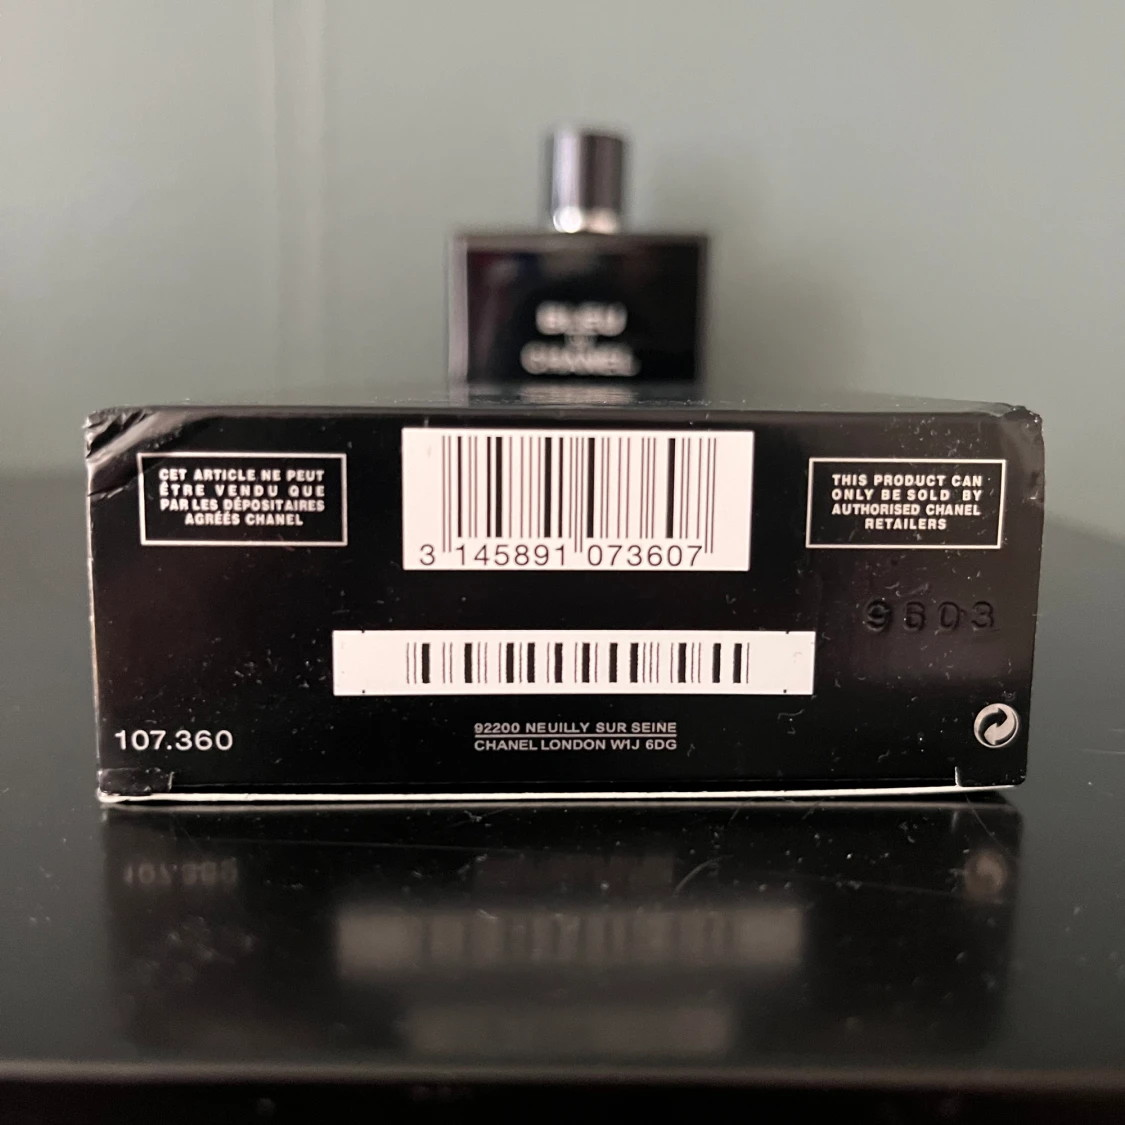 BLEU
CHANEL
CET ARTICLE NE PEUT
ÊTRE VENDU QUE
PAR LES DÉPOSITAIRES
AGRÉÉS CHANEL
3 145891 073607
THIS PRODUCT CAN
ONLY BE SOLD BY
AUTHORISED CHANEL
RETAILERS
9603
107.360
92200 NEUILLY SUR SEINE
CHANEL LONDON W1J 6DG